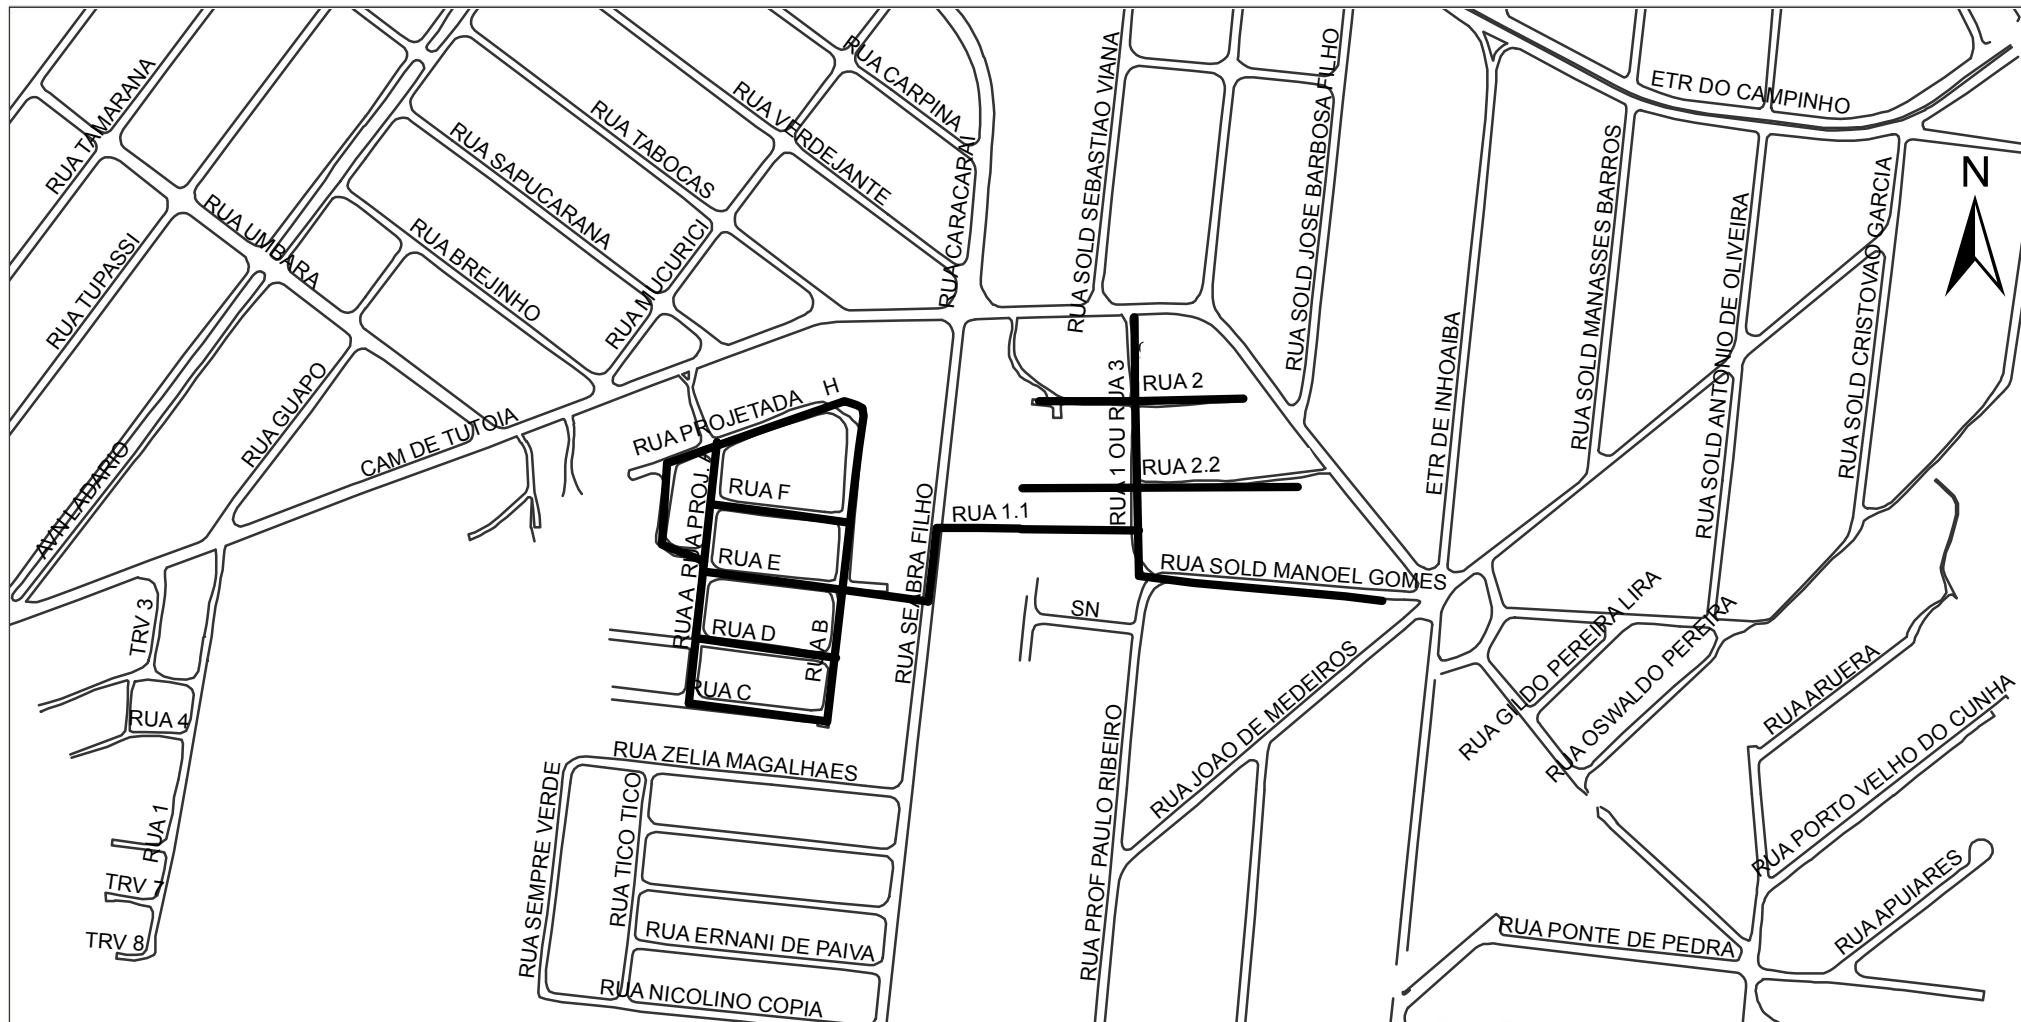 RUA TAMARANA
RUA CARPINA
RUA VERDEJANTE
RUA TABOCAS
RUA SAPUCARANA
RUA UMBARA
RUA BREJINHO
RUA TUPASSI
RUA MUCURICI
RUA CARACARAI
RUA SOLD SEBASTIAO VIANA
RUA SOLD JOSE BARBOSA FILHO
ETR DO CAMPINHO
RUA SOLD MANASSES BARROS
RUA SOLD ANTONIO DE OLIVEIRA
RUA SOLD CRISTOVAO GARCIA
N
ETR DE INHOAIBA
RUA GUAPO
CAM DE TUTOIA
AVN LADARIO
RUA PROJETADA H
RUA PROJ.
RUA A
RUA F
RUA E
RUA D
RUA C
RUA B
RUA SEABRA FILHO
RUA 1.1
RUA 1 OU RUA 3
RUA 2
RUA 2.2
RUA SOLD MANOEL GOMES
SN
TRV 3
RUA 4
RUA 1
TRV 7
TRV 8
RUA ZELIA MAGALHAES
RUA SEMPRE VERDE
RUA TICO TICO
RUA ERNANI DE PAIVA
RUA NICOLINO COPIA
RUA PROF PAULO RIBEIRO
RUA JOAO DE MEDEIROS
RUA GILDO PEREIRA LIRA
RUA OSWALDO PEREIRA
RUA ARUERA
RUA PORTO VELHO DO CUNHA
RUA APUIARES
RUA PONTE DE PEDRA